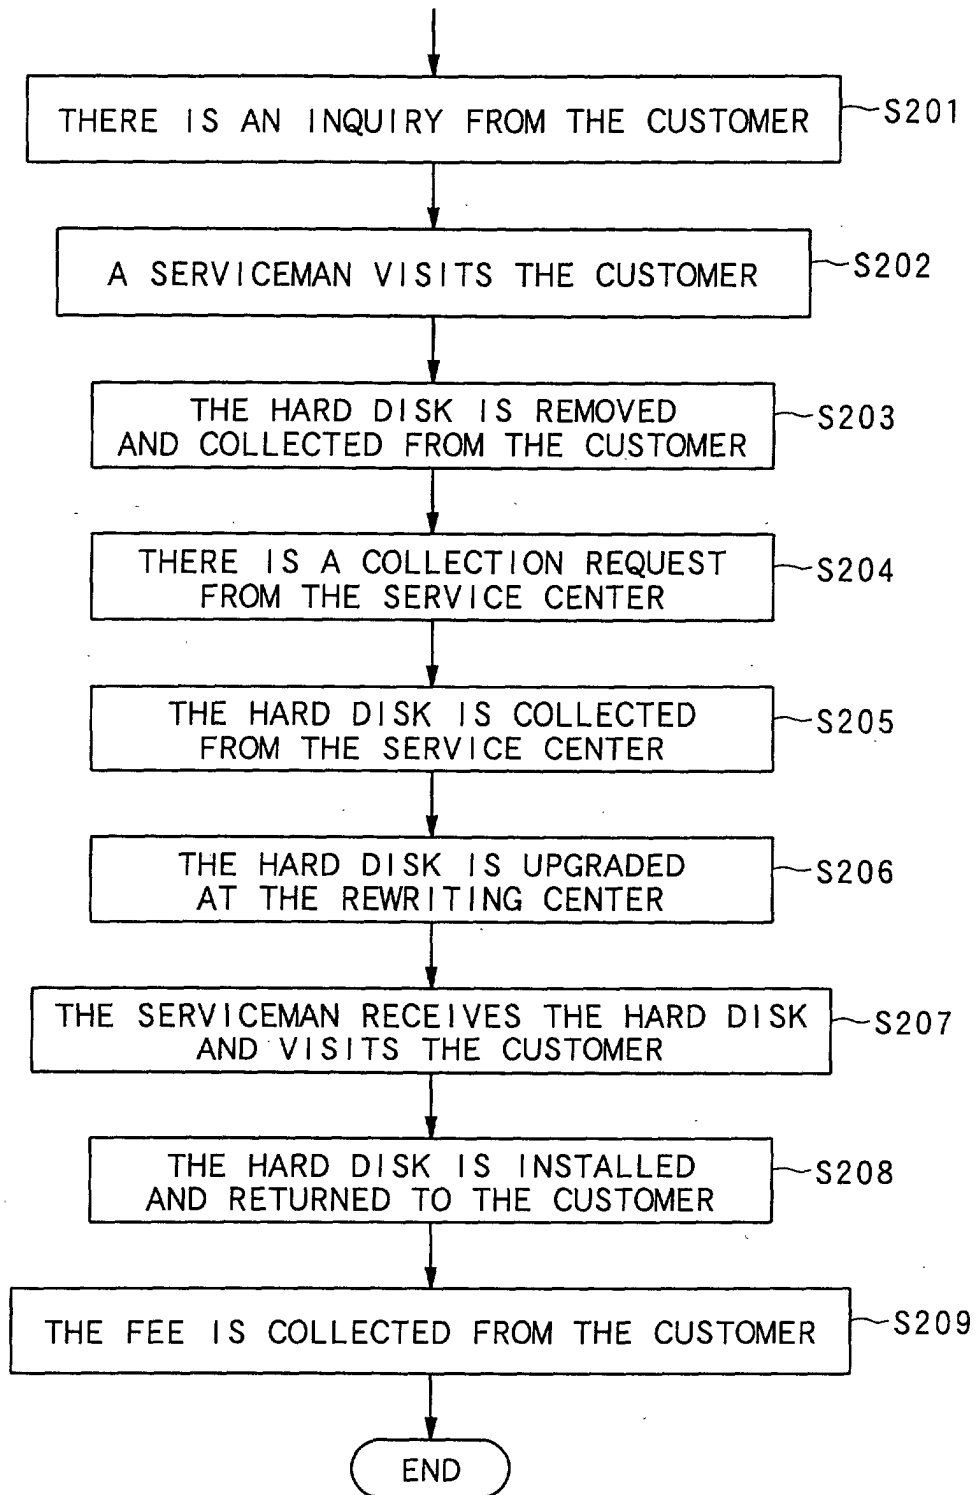 THERE IS AN INQUIRY FROM THE CUSTOMER
S201
A SERVICEMAN VISITS THE CUSTOMER
S202
THE HARD DISK IS REMOVED
AND COLLECTED FROM THE CUSTOMER
S203
THERE IS A COLLECTION REQUEST
FROM THE SERVICE CENTER
S204
THE HARD DISK IS COLLECTED
FROM THE SERVICE CENTER
S205
THE HARD DISK IS UPGRADED
AT THE REWRITING CENTER
S206
THE SERVICEMAN RECEIVES THE HARD DISK
AND VISITS THE CUSTOMER
S207
THE HARD DISK IS INSTALLED
AND RETURNED TO THE CUSTOMER
S208
THE FEE IS COLLECTED FROM THE CUSTOMER
S209
END